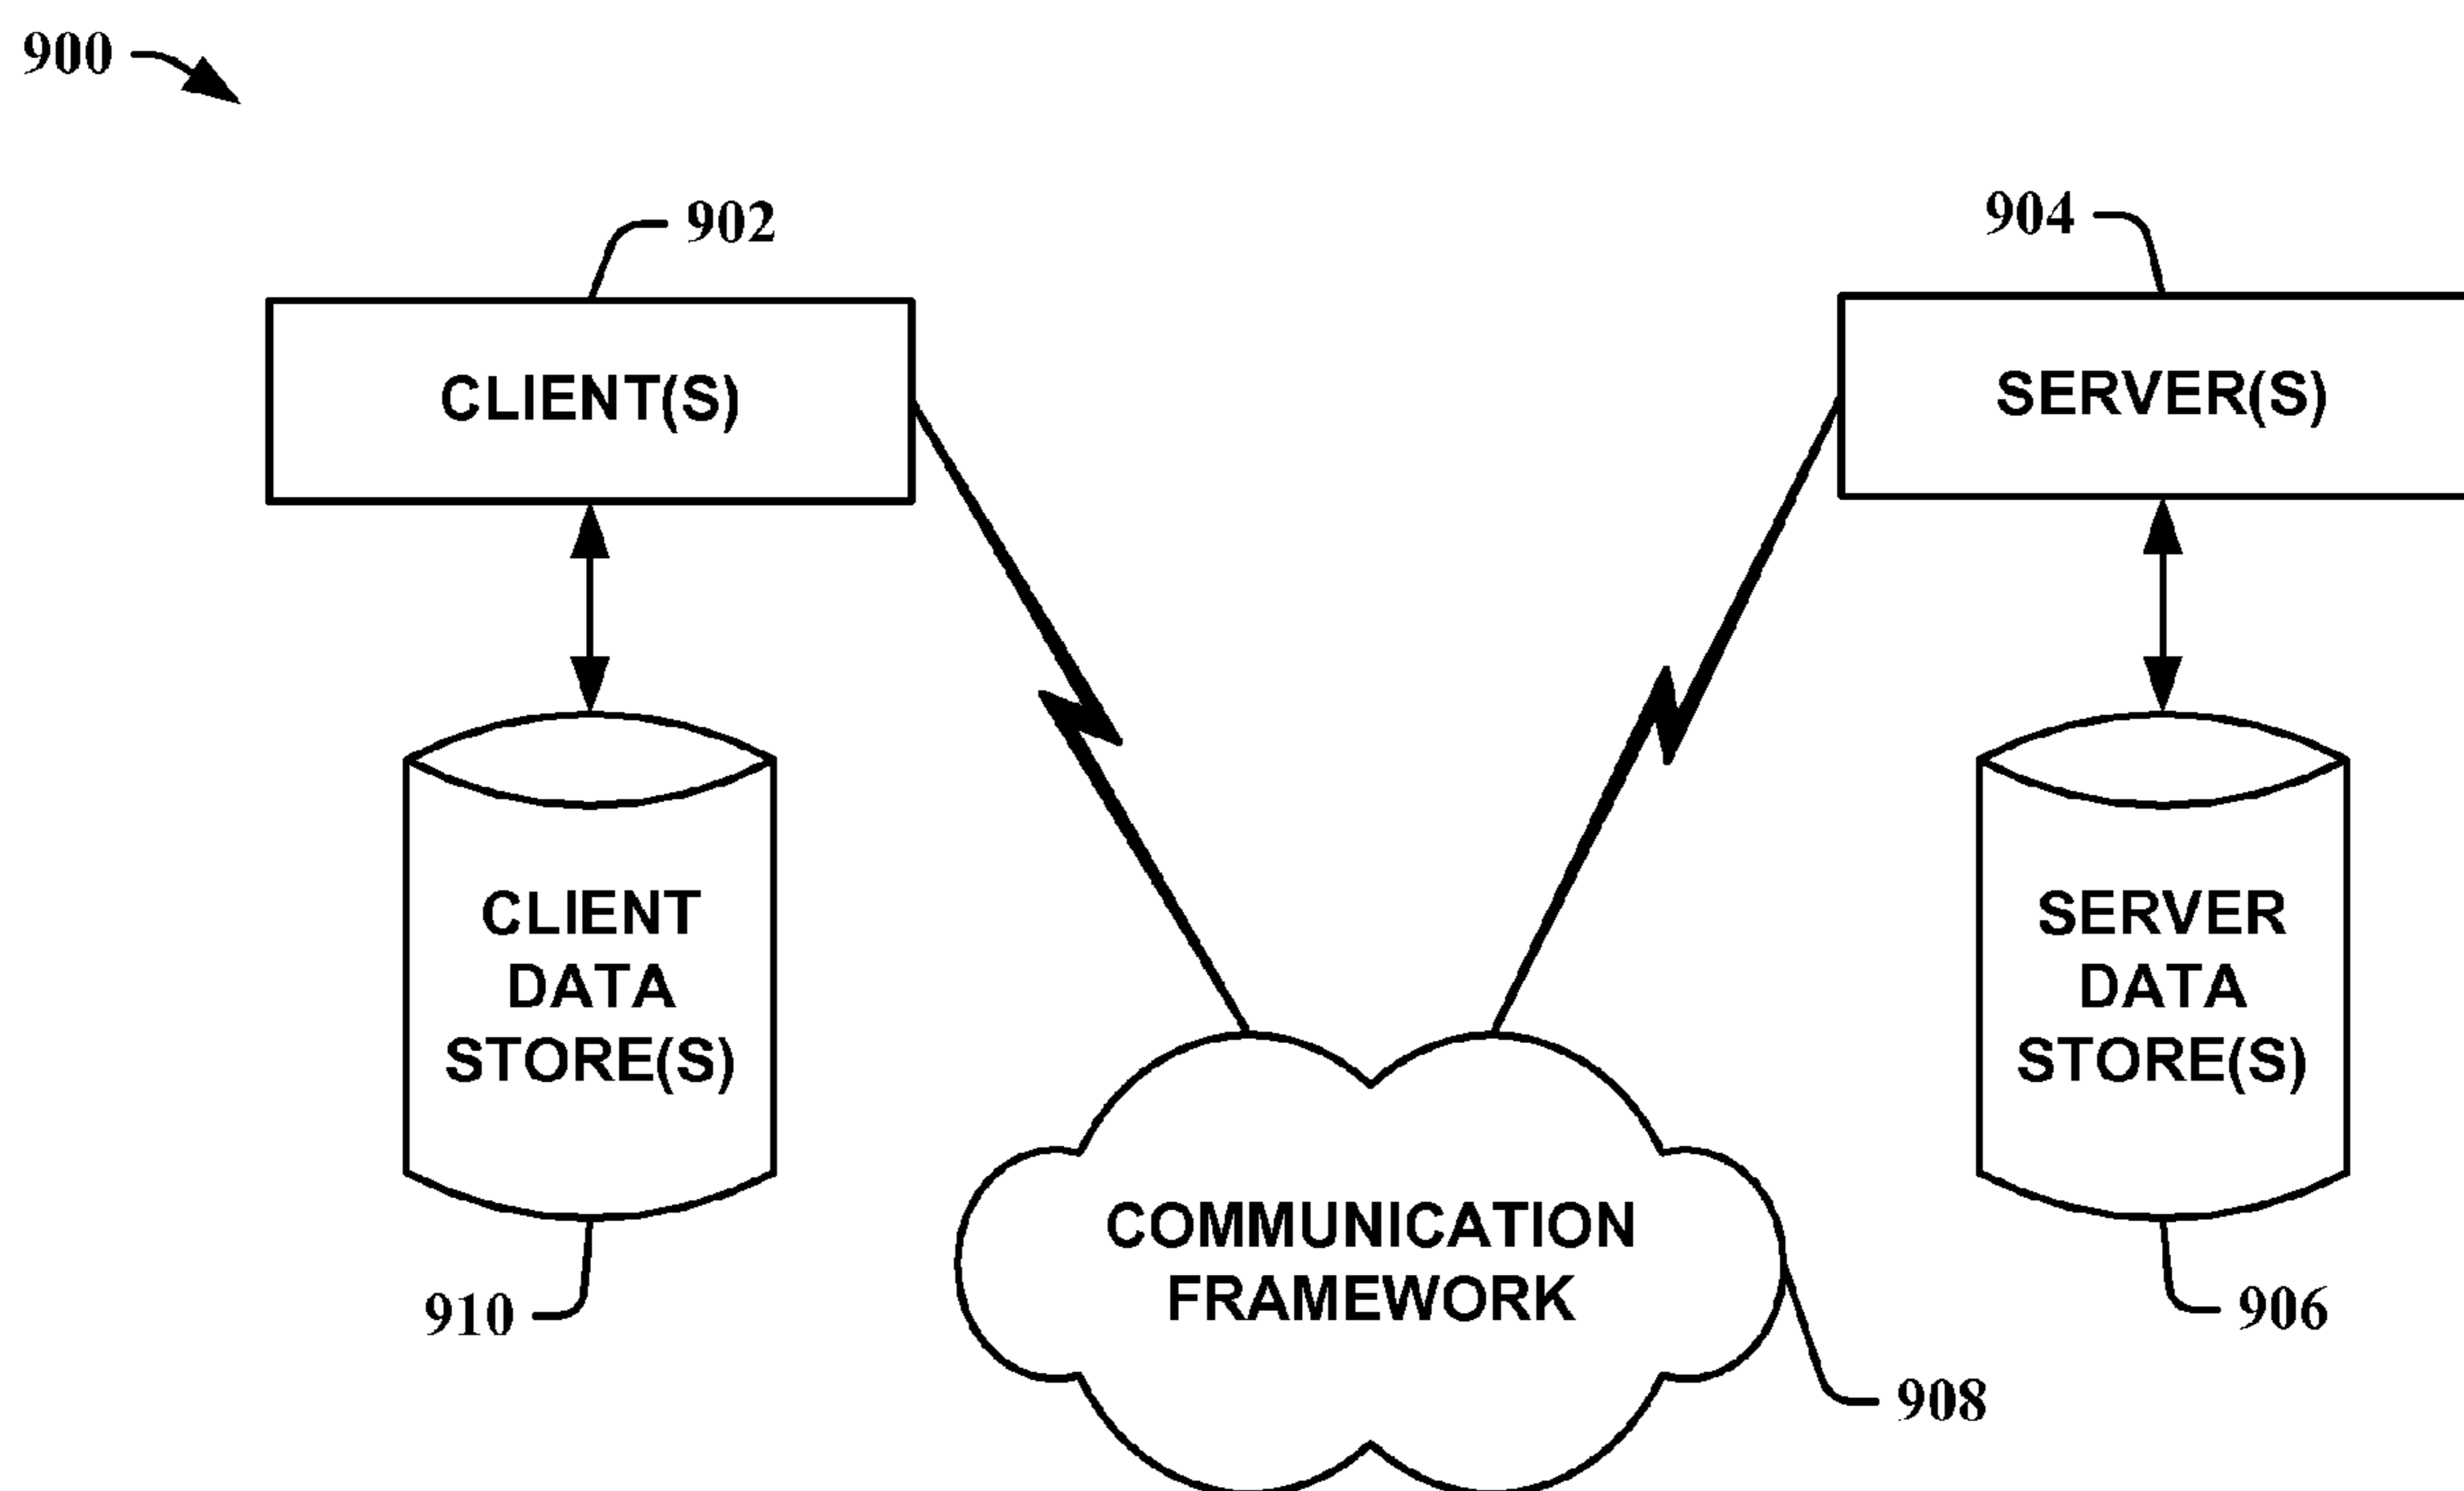 900
902
904
CLIENT(S)
SERVER(S)
CLIENT
DATA
STORE(S)
SERVER
DATA
STORE(S)
COMMUNICATION
FRAMEWORK
910
906
908